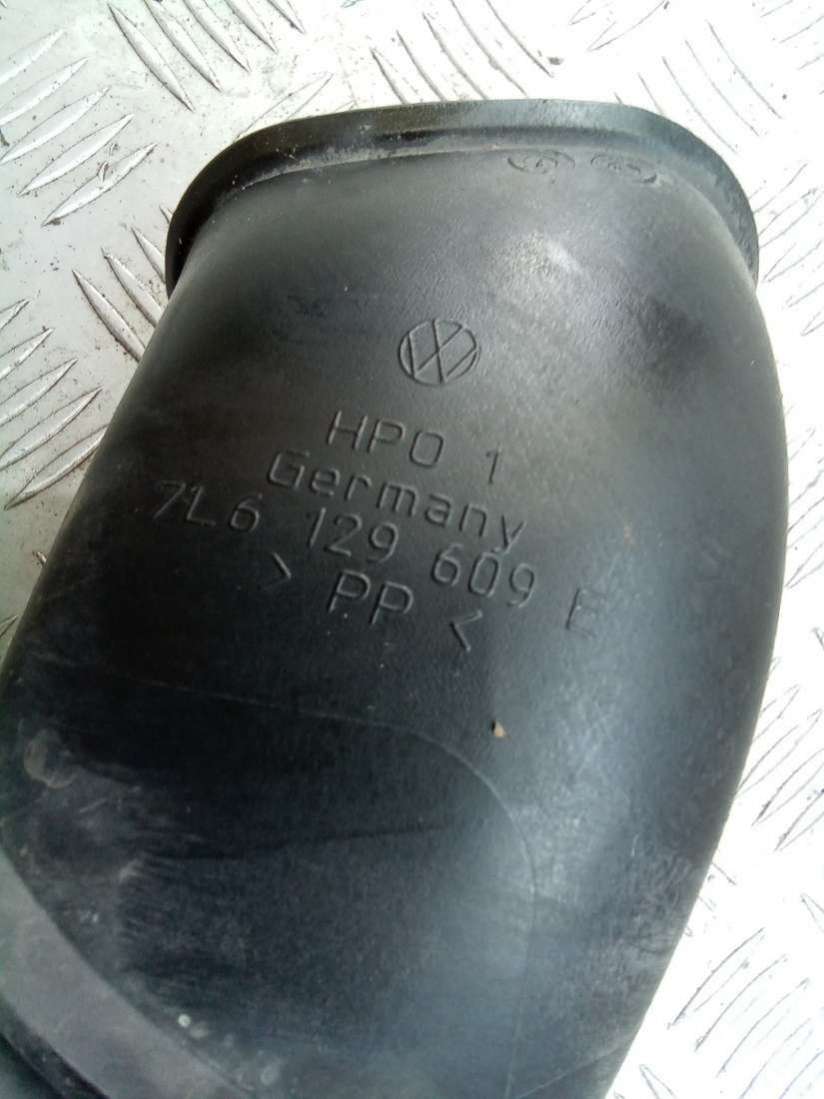 HPO 1
Germany
7L6 129 609 E
> PP <